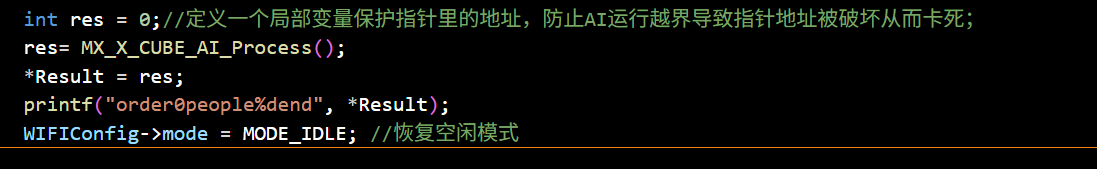 int res = 0;//定义一个局部变量保护指针里的地址，防止AI运行越界导致指针地址被破坏从而卡死；
res= MX_X_CUBE_AI_Process();
*Result = res;
printf("order0people%dend", *Result);
WIFIConfig->mode = MODE_IDLE; //恢复空闲模式